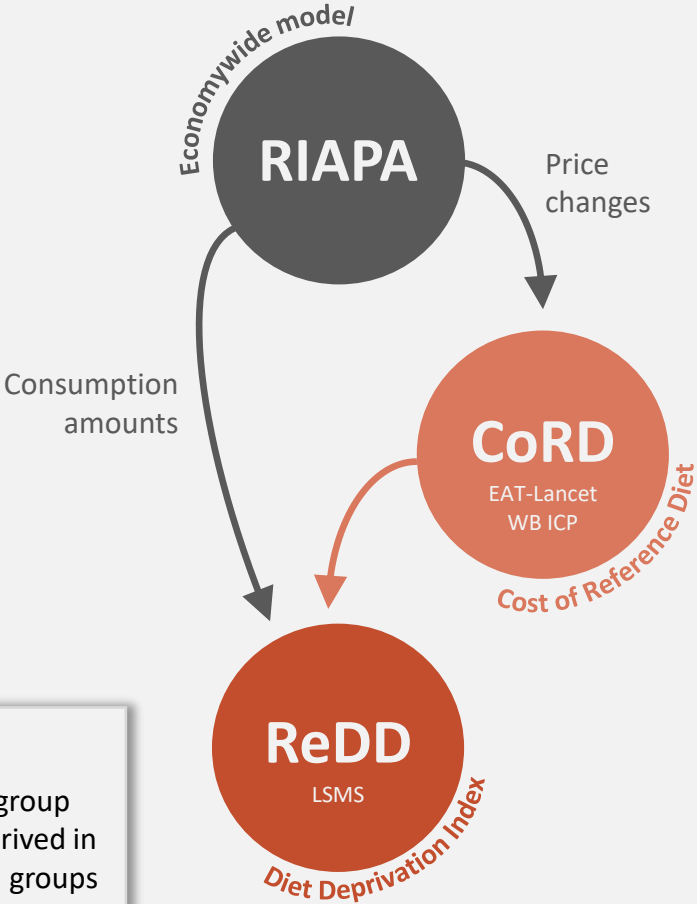 Economywide model
RIAPA
Price
changes
Consumption
amounts
CoRD
EAT-Lancet
WB ICP
Cost of Reference Diet
ReDD
LSMS
Diet Deprivation Index
group
rived in
groups